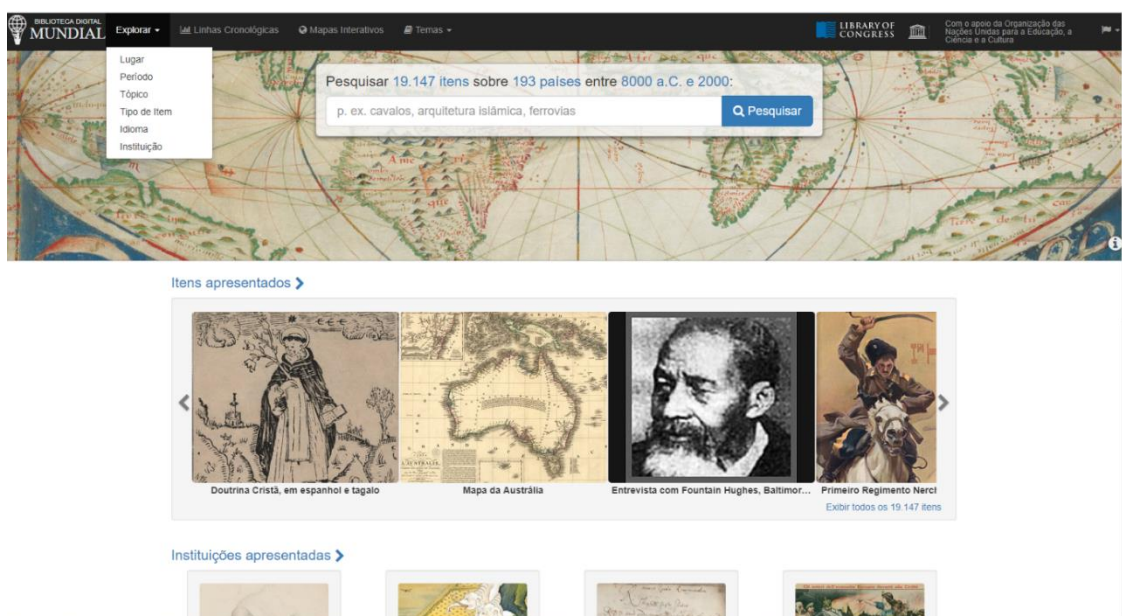 BIBLIOTECA DIGITAL
MUNDIAL
Explorar
Linhas Cronológicas
Mapas Interativos
Temas
LIBRARY OF
CONGRESS
Com o apoio da Organização das
Nações Unidas para a Educação, a
Ciência e a Cultura
Lugar
Período
Tópico
Tipo de Item
Idioma
Instituição
Pesquisar 19.147 itens sobre 193 países entre 8000 a.C. e 2000:
p. ex. cavalos, arquitetura islâmica, ferrovias
Pesquisar
Itens apresentados
Doutrina Cristã, em espanhol e tagalo
Mapa da Austrália
Entrevista com Fountain Hughes, Baltimor...
Primeiro Regimento Nercl
Exibir todos os 19.147 itens
Instituições apresentadas